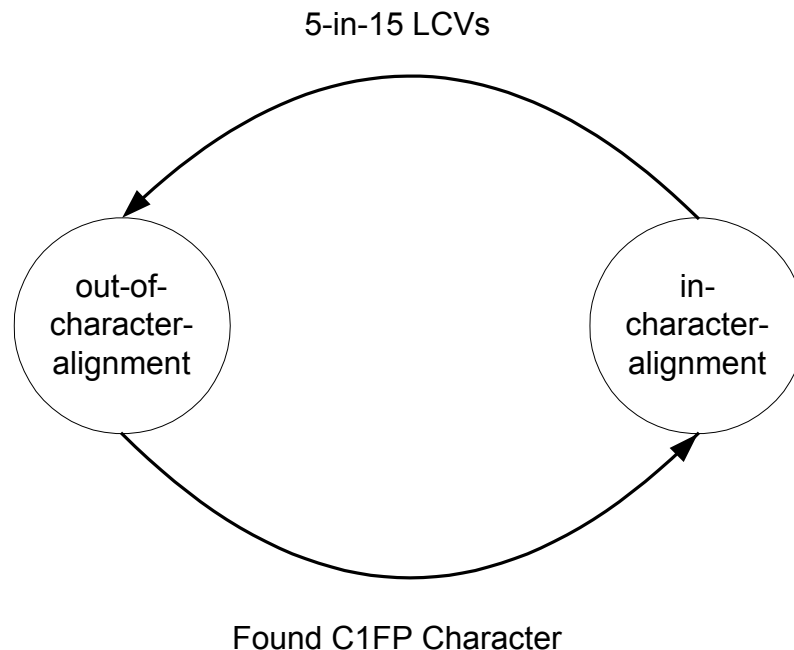 5-in-15 LCVs
out-of-
character-
alignment
in-
character-
alignment
Found C1FP Character